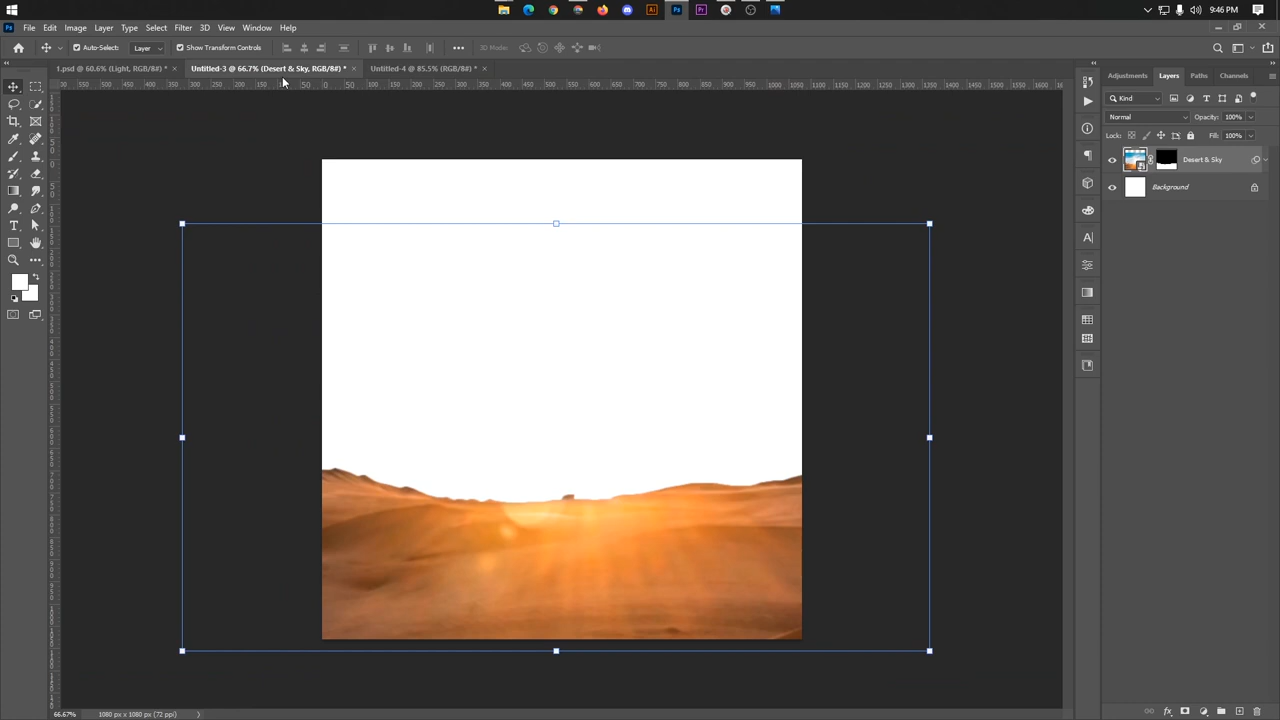 9:46 PM
File Edit Image Layer Type Select Filter 3D View Window Help
Auto-Select: Layer Show Transform Controls 3D Mode:
1.psd @ 60.6% (Light, RGB/8#) * Untitled-3 @ 66.7% (Desert & Sky, RGB/8#) * Untitled-4 @ 85.5% (RGB/8#) *
Adjustments Layers Paths Channels
Kind
Normal Opacity: 100%
Lock: Fill: 100%
Desert & Sky
Background
66.67% 1080 px x 1080 px (72 ppi)